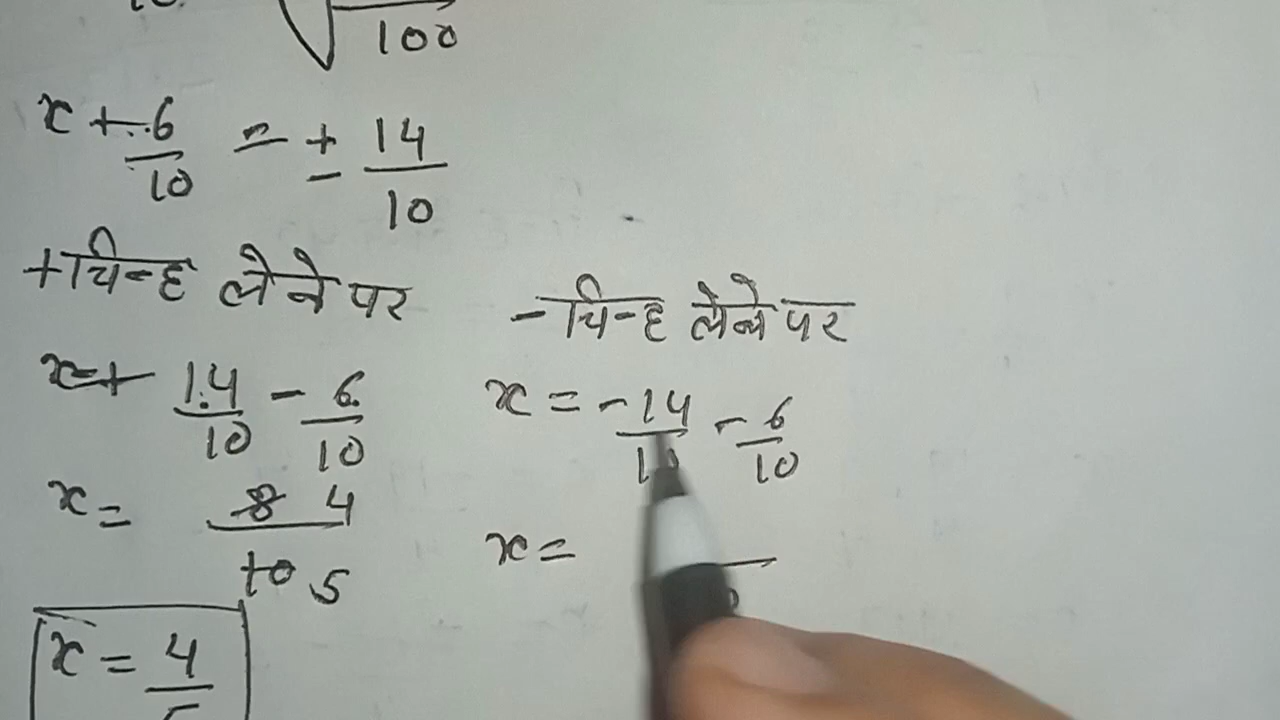 100
x + 6/10 = ± 14/10
+ चिन्ह लेने पर
x = 14/10 - 6/10
x = 8 4 / 10 5
x = 4/5
- चिन्ह लेने पर
x = - 14/10 - 6/10
x =